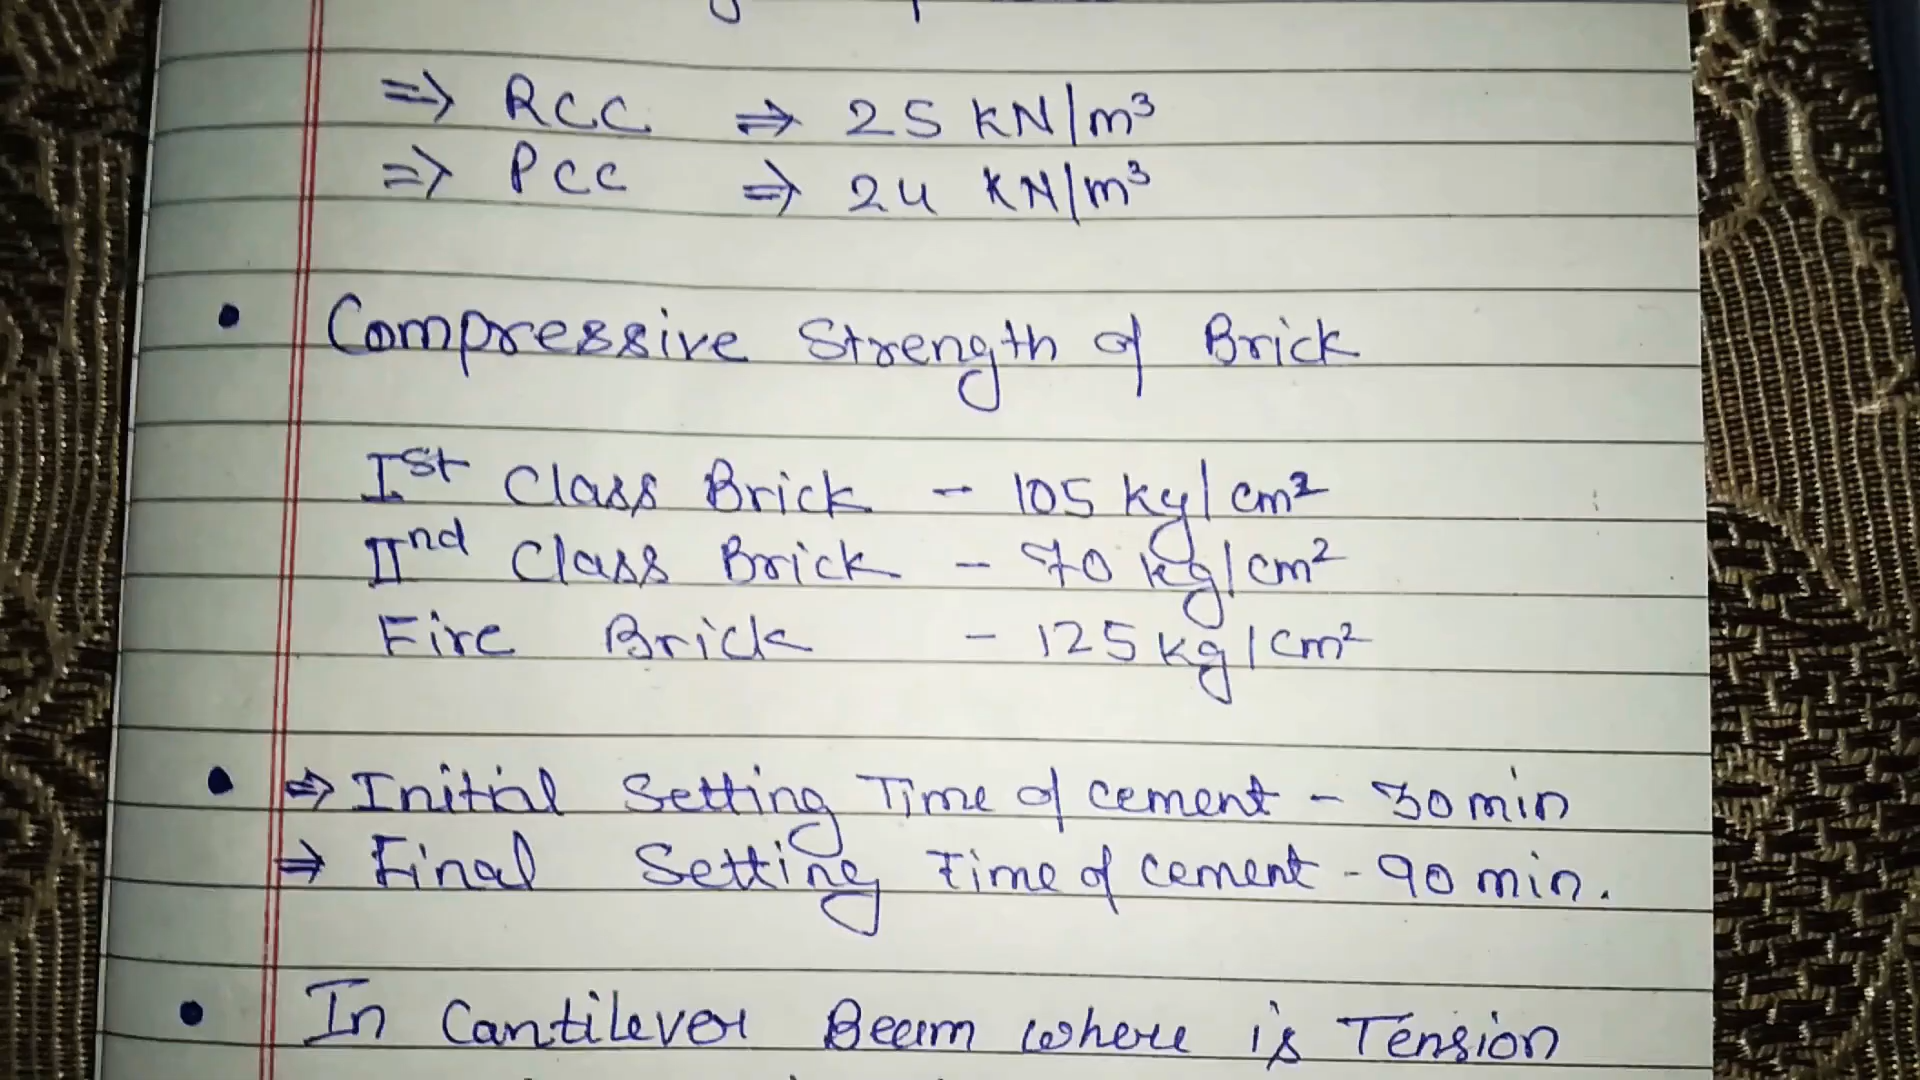 ⇒ RCC ⇒ 25 KN/m³
⇒ PCC ⇒ 24 KN/m³
• Compressive Strength of Brick
Ist Class Brick - 105 kg/cm²
IInd Class Brick - 70 kg/cm²
Fire Brick - 125 kg/cm²
• ⇒ Initial Setting Time of cement - 30 min
⇒ Final Setting Time of cement - 90 min.
• In Cantilever Beam where is Tension